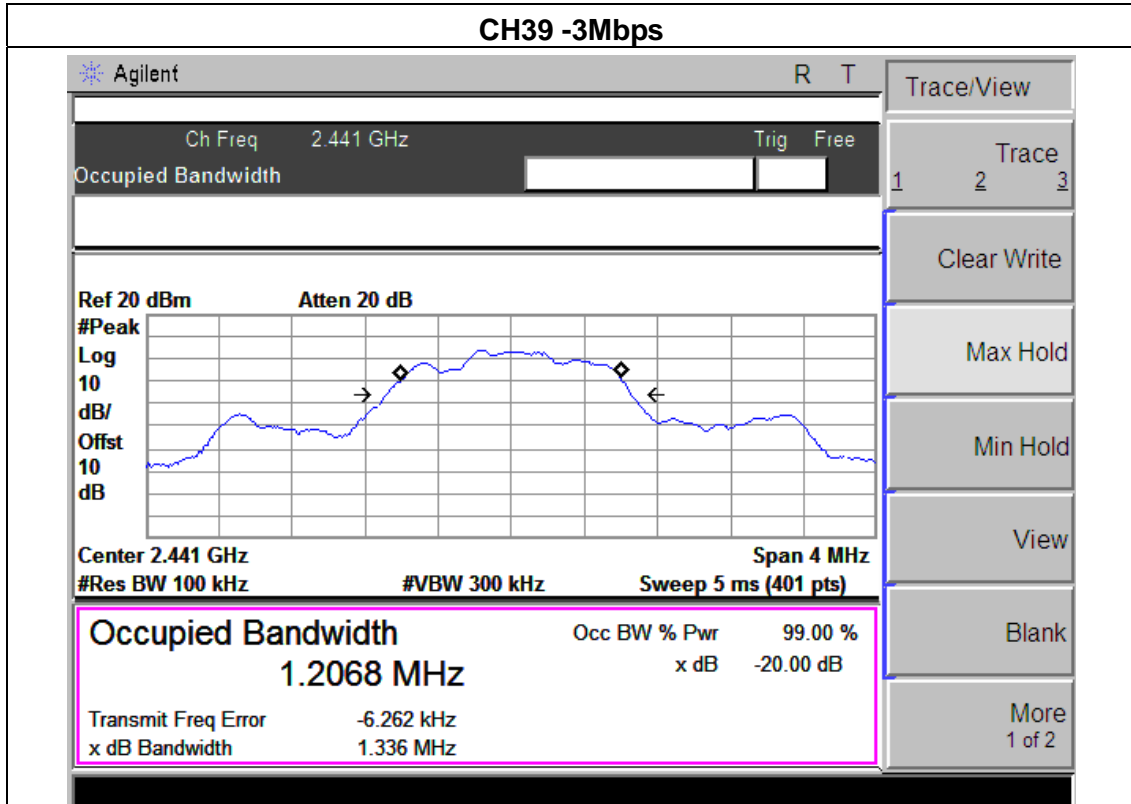 CH39 -3Mbps
Agilent R T
Ch Freq 2.441 GHz Trig Free
Occupied Bandwidth
Ref 20 dBm Atten 20 dB
#Peak
Log
10
dB/
Offst
10
dB
Center 2.441 GHz Span 4 MHz
#Res BW 100 kHz #VBW 300 kHz Sweep 5 ms (401 pts)
Occupied Bandwidth Occ BW % Pwr 99.00 %
1.2068 MHz x dB -20.00 dB
Transmit Freq Error -6.262 kHz
x dB Bandwidth 1.336 MHz
Trace/View
Trace
1 2 3
Clear Write
Max Hold
Min Hold
View
Blank
More
1 of 2